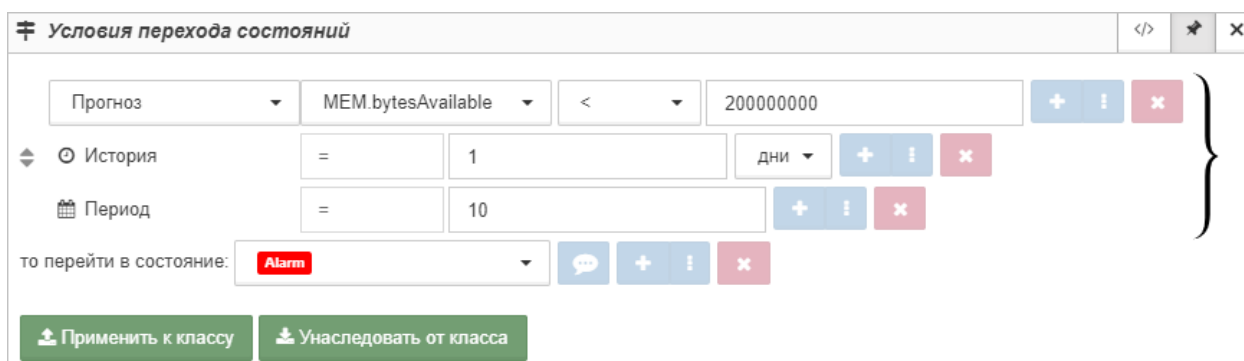 Условия перехода состояний </> ×
Прогноз MEM.bytesAvailable < 200000000
История = 1 дни
Период = 10
то перейти в состояние: Alarm
Применить к классу Унаследовать от класса